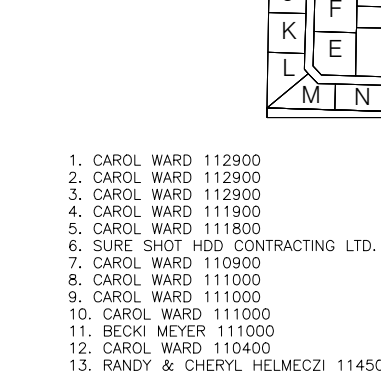 F
K
E
L
M N
1. CAROL WARD 112900
2. CAROL WARD 112900
3. CAROL WARD 112900
4. CAROL WARD 111900
5. CAROL WARD 111800
6. SURE SHOT HDD CONTRACTING LTD.
7. CAROL WARD 110900
8. CAROL WARD 111000
9. CAROL WARD 111000
10. CAROL WARD 111000
11. BECKI MEYER 111000
12. CAROL WARD 110400
13. RANDY & CHERYL HELMECZI